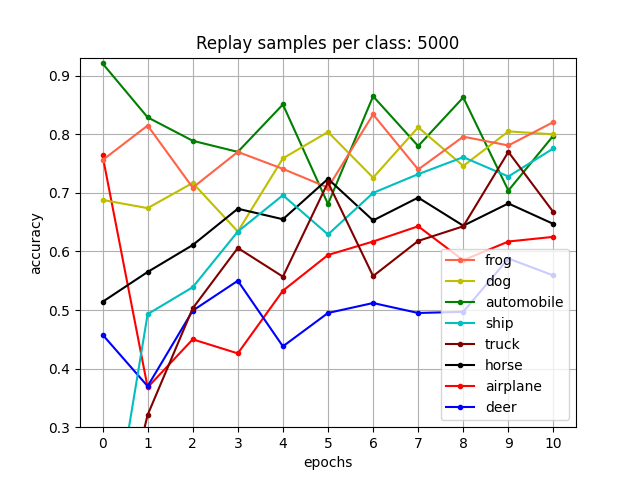 Replay samples per class: 5000
accuracy
0.9
0.8
0.7
0.6
0.5
0.4
0.3
frog
dog
automobile
ship
truck
horse
airplane
deer
0 1 2 3 4 5 6 7 8 9 10
epochs